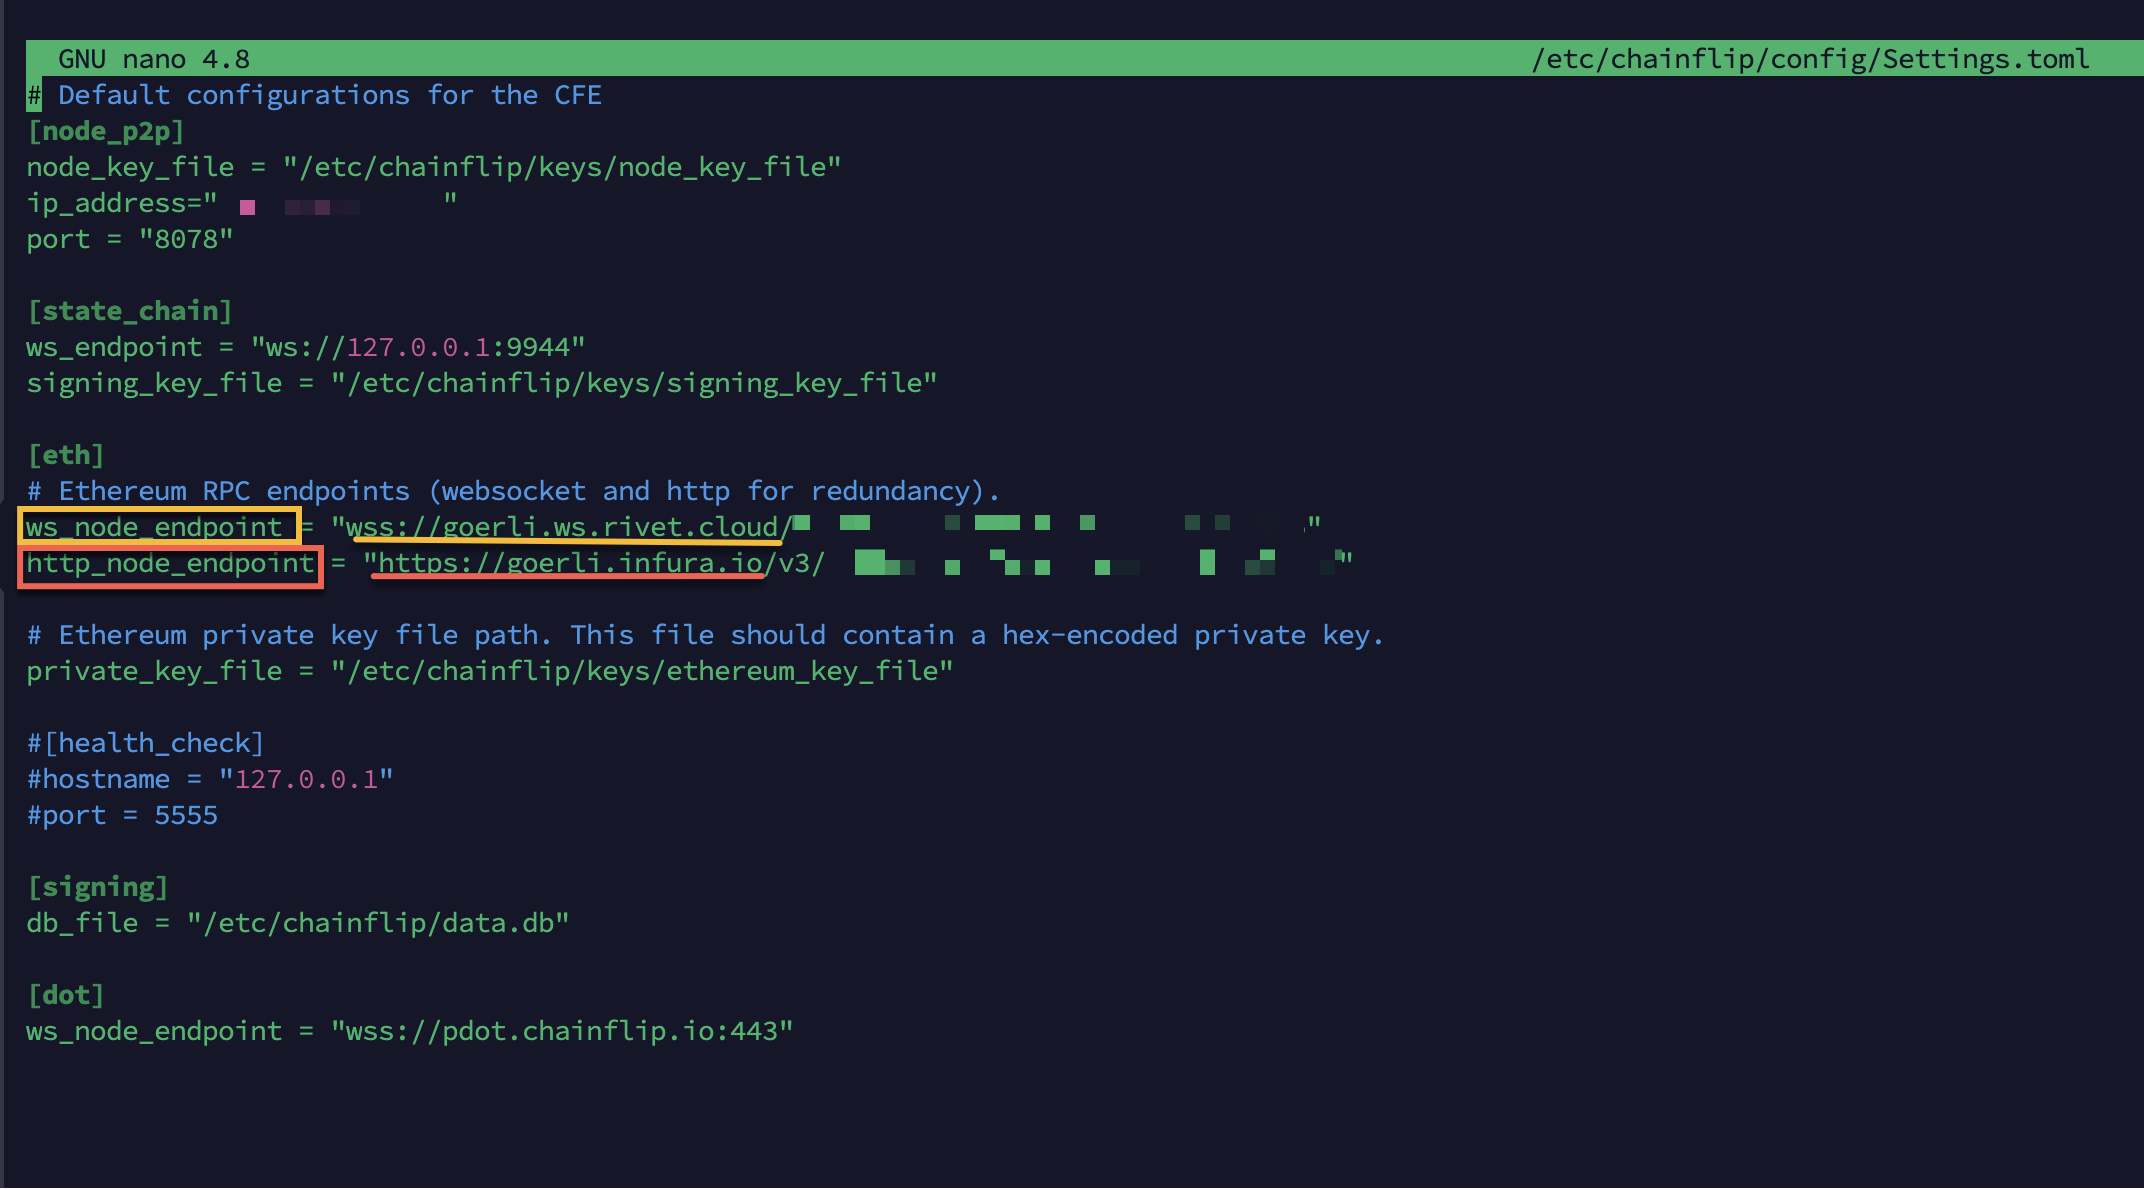 GNU nano 4.8 /etc/chainflip/config/Settings.toml
# Default configurations for the CFE
[node_p2p]
node_key_file = "/etc/chainflip/keys/node_key_file"
ip_address=" "
port = "8078"
[state_chain]
ws_endpoint = "ws://127.0.0.1:9944"
signing_key_file = "/etc/chainflip/keys/signing_key_file"
[eth]
# Ethereum RPC endpoints (websocket and http for redundancy).
ws_node_endpoint = "wss://goerli.ws.rivet.cloud/ "
http_node_endpoint = "https://goerli.infura.io/v3/ "
# Ethereum private key file path. This file should contain a hex-encoded private key.
private_key_file = "/etc/chainflip/keys/ethereum_key_file"
#[health_check]
#hostname = "127.0.0.1"
#port = 5555
[signing]
db_file = "/etc/chainflip/data.db"
[dot]
ws_node_endpoint = "wss://pdot.chainflip.io:443"